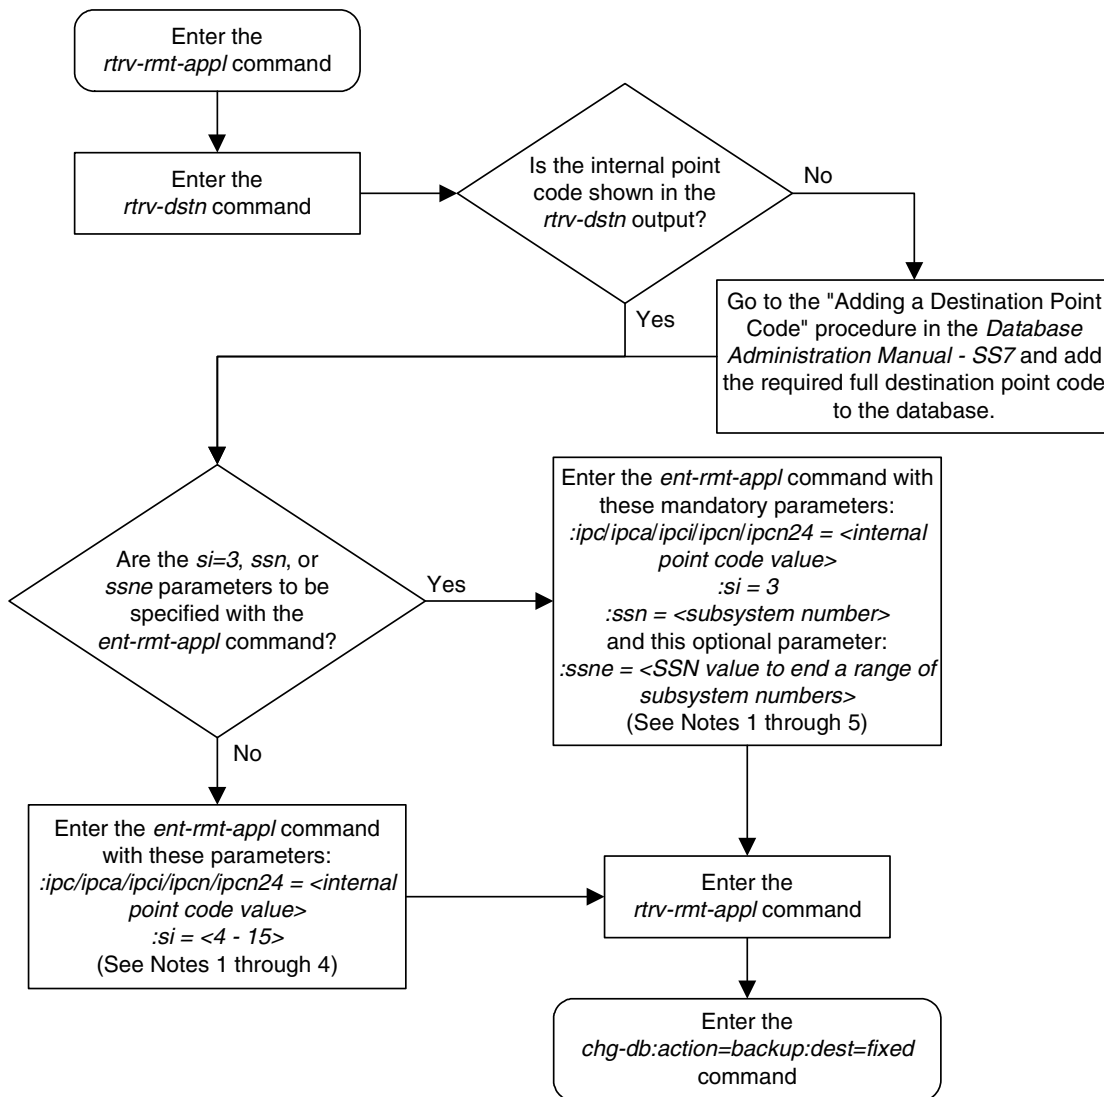 Enter the
rtrv-rmt-appl command
Enter the
rtrv-dstn command
Is the internal point
code shown in the
rtrv-dstn output?
No
Yes
Go to the "Adding a Destination Point
Code" procedure in the Database
Administration Manual - SS7 and add
the required full destination point code
to the database.
Are the si=3, ssn, or
ssne parameters to be
specified with the
ent-rmt-appl command?
Yes
No
Enter the ent-rmt-appl command with
these mandatory parameters:
:ipc/ipca/ipci/ipcn/ipcn24 = <internal
point code value>
:si = 3
:ssn = <subsystem number>
and this optional parameter:
:ssne = <SSN value to end a range of
subsystem numbers>
(See Notes 1 through 5)
Enter the ent-rmt-appl command
with these parameters:
:ipc/ipca/ipci/ipcn/ipcn24 = <internal
point code value>
:si = <4 - 15>
(See Notes 1 through 4)
Enter the
rtrv-rmt-appl command
Enter the
chg-db:action=backup:dest=fixed
command